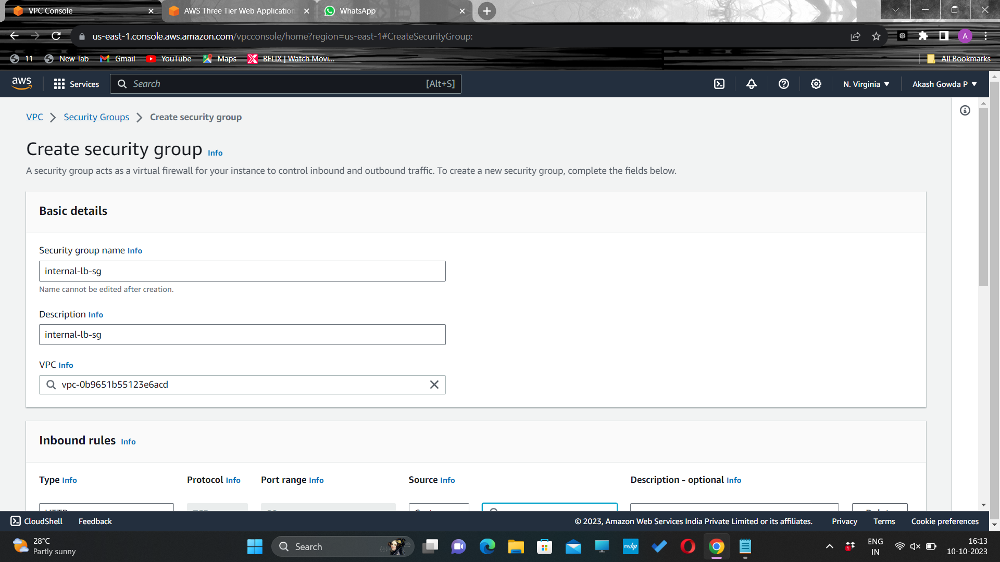 VPC Console
AWS Three Tier Web Application
WhatsApp
us-east-1.console.aws.amazon.com/vpcconsole/home?region=us-east-1#CreateSecurityGroup:
A
11
New Tab
Gmail
YouTube
Maps
BFLIX | Watch Movi...
All Bookmarks
aws
Services
Search
[Alt+S]
N. Virginia
Akash Gowda P
VPC
Security Groups
Create security group
Create security group Info
A security group acts as a virtual firewall for your instance to control inbound and outbound traffic. To create a new security group, complete the fields below.
Basic details
Security group name Info
internal-lb-sg
Name cannot be edited after creation.
Description Info
internal-lb-sg
VPC Info
vpc-0b9651b55123e6acd
Inbound rules Info
Type Info
Protocol Info
Port range Info
Source Info
Description - optional Info
CloudShell
Feedback
© 2023, Amazon Web Services India Private Limited or its affiliates.
Privacy
Terms
Cookie preferences
28°C
Partly sunny
Search
myhp
1
ENG
IN
16:13
10-10-2023